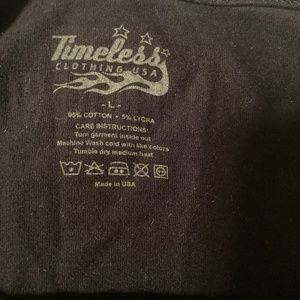 Timeless
CLOTHING USA
- L -
95% COTTON • 5% LYCRA
CARE INSTRUCTIONS:
Turn garment inside out
Machine Wash cold with like colors
Tumble dry medium heat
Made in USA